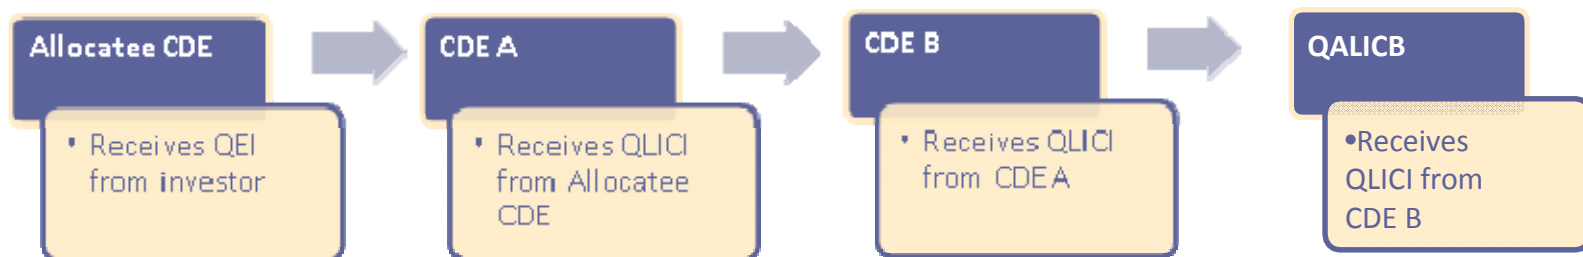 Allocatee CDE
• Receives QEI
from investor
CDE A
• Receives QLICI
from Allocatee
CDE
CDE B
• Receives QLICI
from CDE A
QALICB
•Receives
QLICI from
CDE B